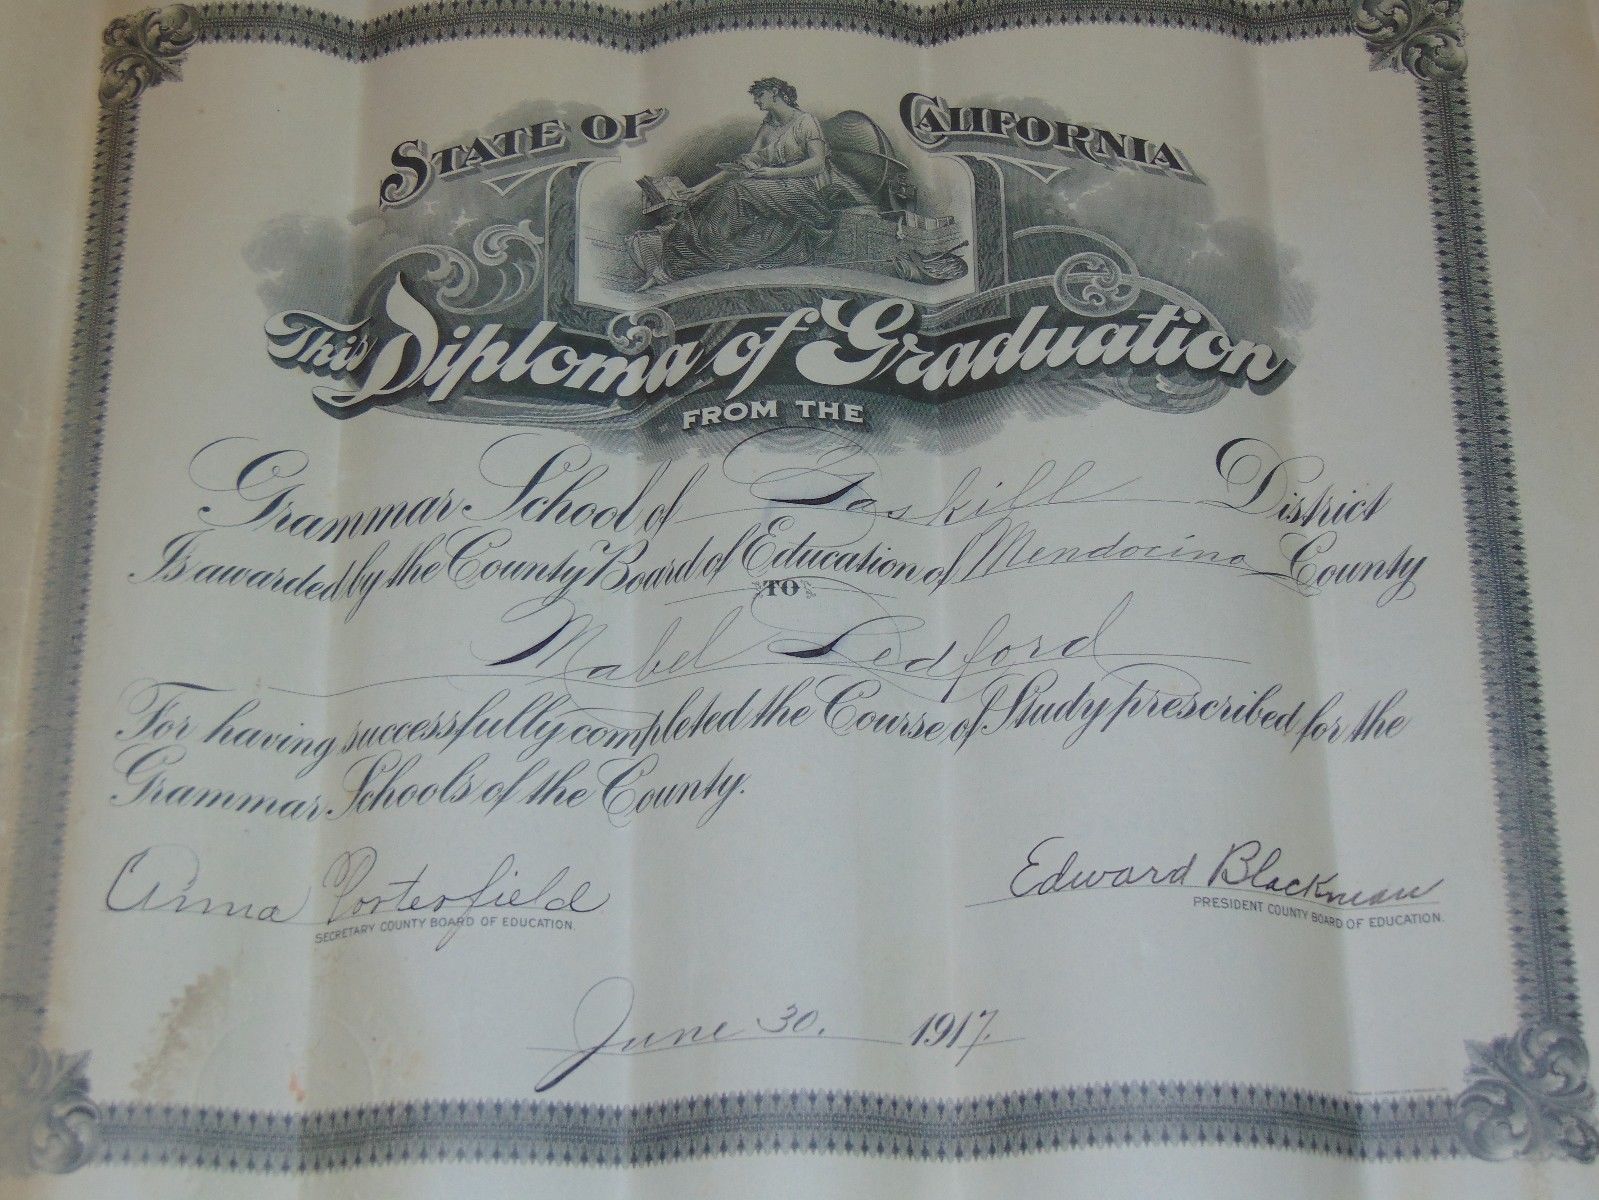 STATE OF CALIFORNIA
This Diploma of Graduation
FROM THE
Grammar School of Gaskill District
Is awarded by the County Board of Education of Mendocino County
TO
Mabel Ledford
For having successfully completed the Course of Study prescribed for the
Grammar Schools of the County.
Anna Porterfield
SECRETARY COUNTY BOARD OF EDUCATION.
Edward Blackman
PRESIDENT COUNTY BOARD OF EDUCATION.
June 30, 1917.